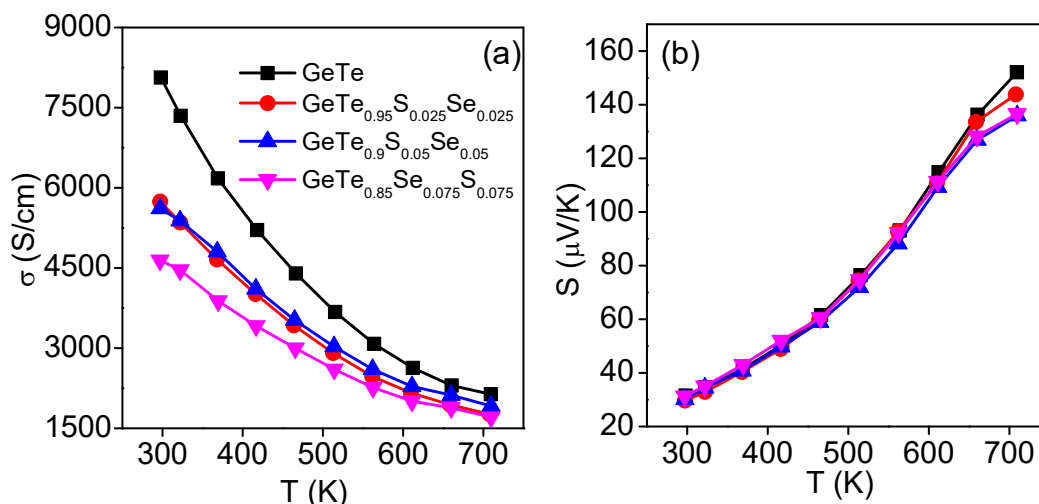 (a)
GeTe
GeTe0.95S0.025Se0.025
GeTe0.9S0.05Se0.05
GeTe0.85Se0.075S0.075
9000
7500
6000
4500
3000
1500
σ (S/cm)
300 400 500 600 700
T (K)
(b)
160
140
120
100
80
60
40
20
S (μV/K)
300 400 500 600 700
T (K)